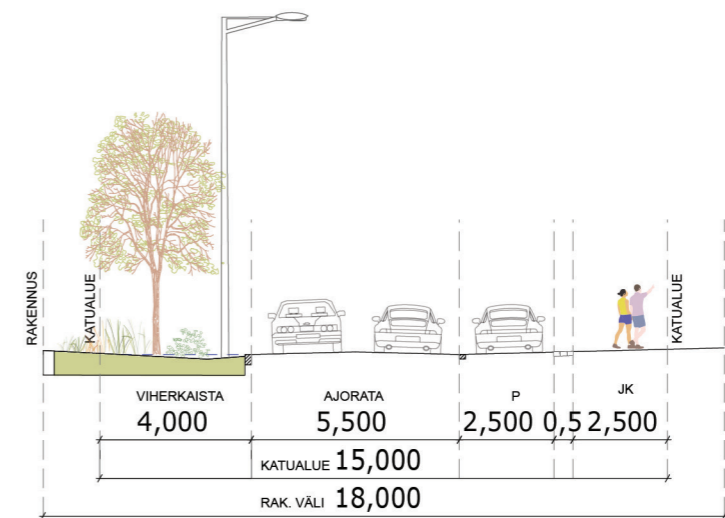 RAKENNUS
KATUALUE
KATUALUE
VIHERKAISTA AJORATA P JK
4,000 5,500 2,500 0,5 2,500
KATUALUE 15,000
RAK. VÄLI 18,000